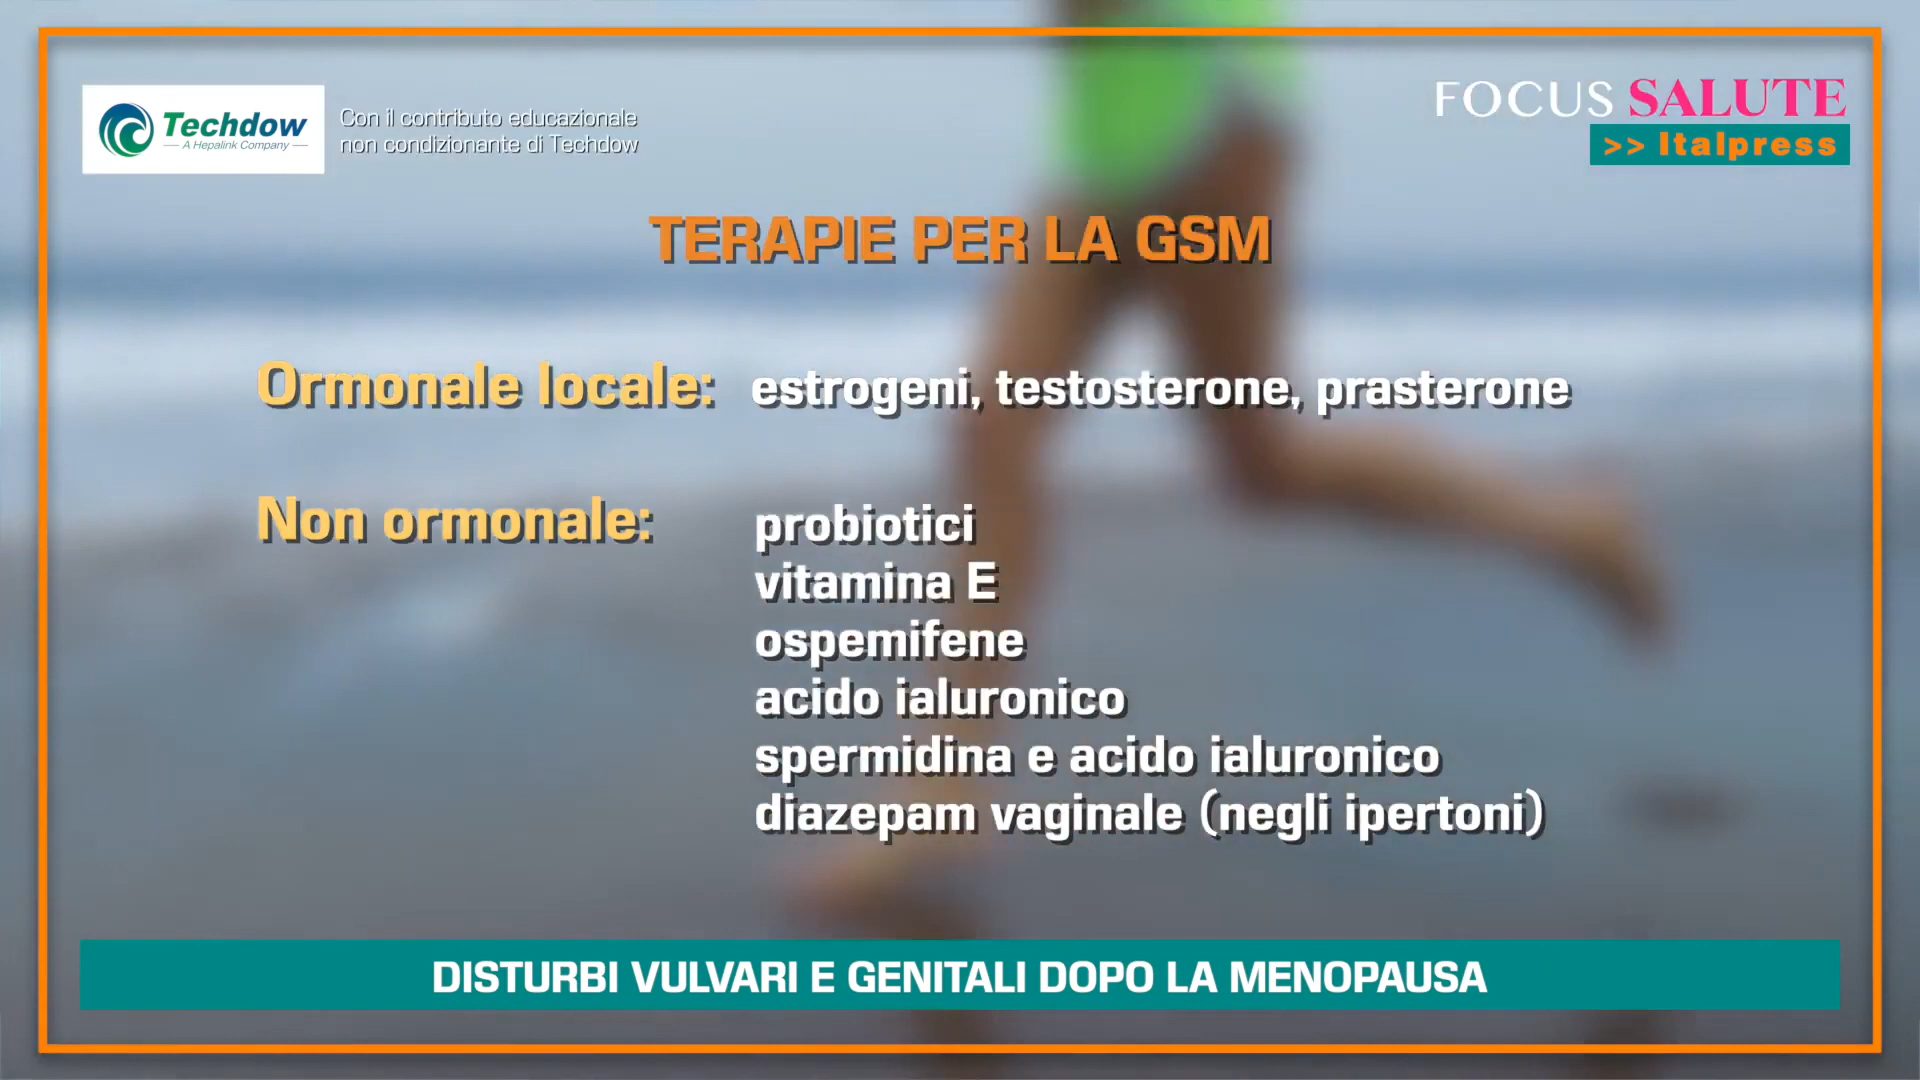 Techdow
A Hepalink Company
Con il contributo educazionale
non condizionante di Techdow
FOCUS SALUTE
>> Italpress
TERAPIE PER LA GSM
Ormonale locale: estrogeni, testosterone, prasterone
Non ormonale: probiotici
vitamina E
ospemifene
acido ialuronico
spermidina e acido ialuronico
diazepam vaginale (negli ipertoni)
DISTURBI VULVARI E GENITALI DOPO LA MENOPAUSA